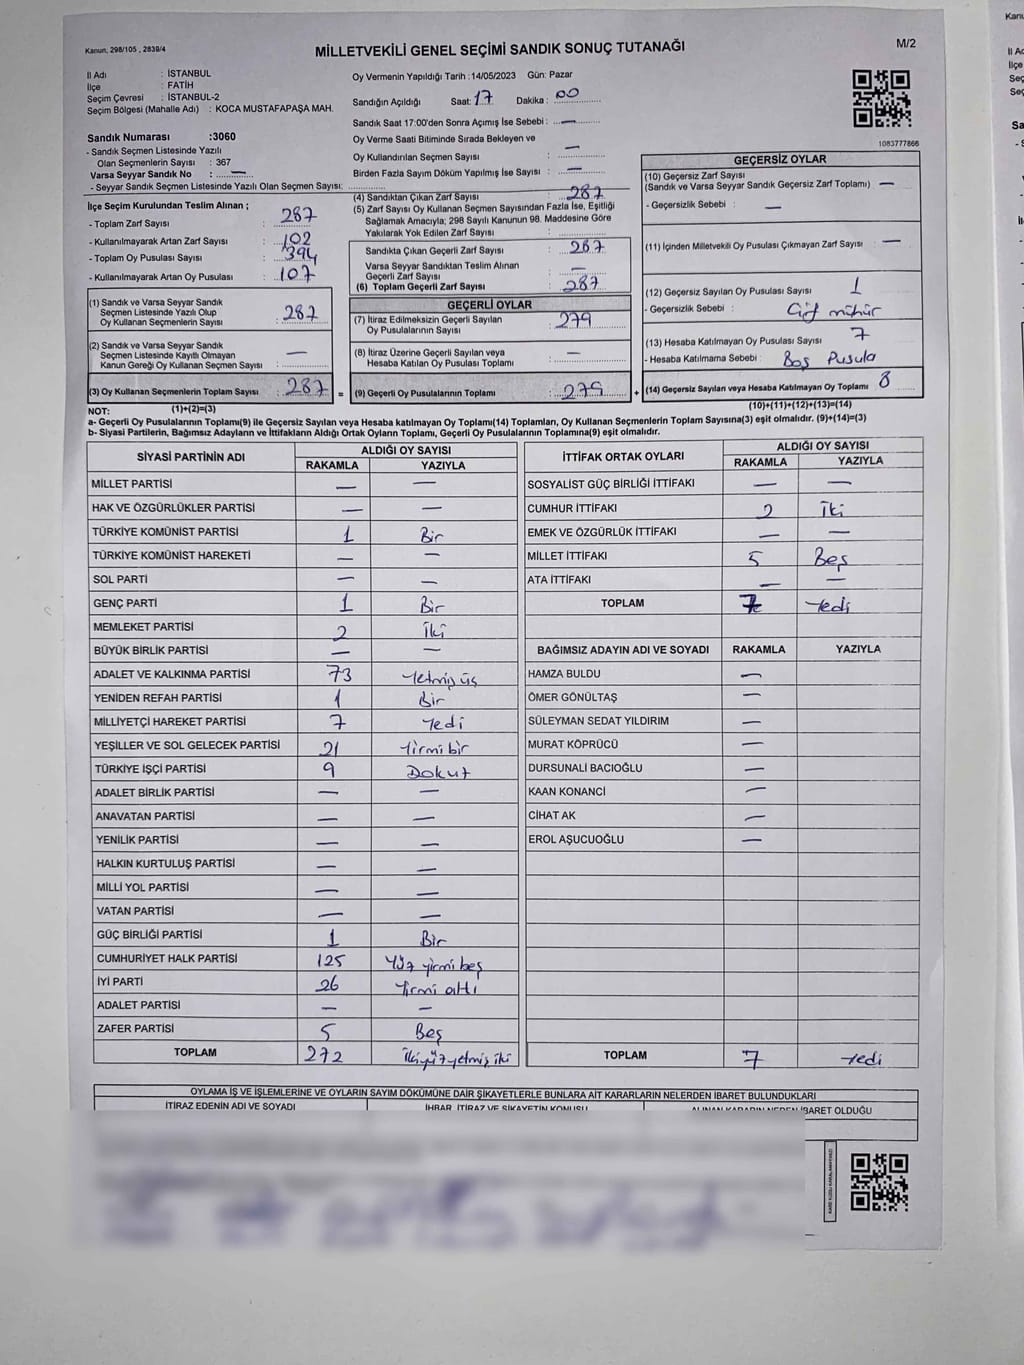 Kanun, 298/105 , 2839/4
MİLLETVEKİLİ GENEL SEÇİMİ SANDIK SONUÇ TUTANAĞI
M/2
İl Adı : İSTANBUL
İlçe : FATİH
Seçim Çevresi : İSTANBUL-2
Seçim Bölgesi (Mahalle Adı) : KOCA MUSTAFAPAŞA MAH.
Sandık Numarası :3060
- Sandık Seçmen Listesinde Yazılı
Olan Seçmenlerin Sayısı : 367
Varsa Seyyar Sandık No : —
- Seyyar Sandık Seçmen Listesinde Yazılı Olan Seçmen Sayısı:
Oy Vermenin Yapıldığı Tarih :14/05/2023 Gün: Pazar
Sandığın Açıldığı Saat: 17 Dakika : 00
Sandık Saat 17:00'den Sonra Açımış İse Sebebi : —
Oy Verme Saati Bitiminde Sırada Bekleyen ve
Oy Kullandırılan Seçmen Sayısı —
Birden Fazla Sayım Döküm Yapılmış İse Sayısı : —
1083777866
İlçe Seçim Kurulundan Teslim Alınan ;
- Toplam Zarf Sayısı : 287
- Kullanılmayarak Artan Zarf Sayısı : 102
- Toplam Oy Pusulası Sayısı : 394
- Kullanılmayarak Artan Oy Pusulası : 107
(1) Sandık ve Varsa Seyyar Sandık
Seçmen Listesinde Yazılı Olup
Oy Kullanan Seçmenlerin Sayısı : 287
(2) Sandık ve Varsa Seyyar Sandık
Seçmen Listesinde Kayıtlı Olmayan
Kanun Gereği Oy Kullanan Seçmen Sayısı : —
(3) Oy Kullanan Seçmenlerin Toplam Sayısı : 287 =
(4) Sandıktan Çıkan Zarf Sayısı : 287
(5) Zarf Sayısı Oy Kullanan Seçmen Sayısından Fazla İse, Eşitliği
Sağlamak Amacıyla; 298 Sayılı Kanunun 98. Maddesine Göre
Yakılarak Yok Edilen Zarf Sayısı :
Sandıkta Çıkan Geçerli Zarf Sayısı : 287
Varsa Seyyar Sandıktan Teslim Alınan
Geçerli Zarf Sayısı : —
(6) Toplam Geçerli Zarf Sayısı : 287
GEÇERLİ OYLAR
(7) İtiraz Edilmeksizin Geçerli Sayılan
Oy Pusulalarının Sayısı : 279
(8) İtiraz Üzerine Geçerli Sayılan veya
Hesaba Katılan Oy Pusulası Toplamı : —
(9) Geçerli Oy Pusulalarının Toplamı : 279 +
GEÇERSİZ OYLAR
(10) Geçersiz Zarf Sayısı
(Sandık ve Varsa Seyyar Sandık Geçersiz Zarf Toplamı) —
- Geçersizlik Sebebi : —
(11) İçinden Milletvekili Oy Pusulası Çıkmayan Zarf Sayısı : —
(12) Geçersiz Sayılan Oy Pusulası Sayısı : 1
- Geçersizlik Sebebi : Çift mühür
(13) Hesaba Katılmayan Oy Pusulası Sayısı : 7
- Hesaba Katılmama Sebebi : Boş Pusula
(14) Geçersiz Sayılan veya Hesaba Katılmayan Oy Toplamı 8
NOT: (1)+(2)=(3)
(10)+(11)+(12)+(13)=(14)
a- Geçerli Oy Pusulalarının Toplamı(9) ile Geçersiz Sayılan veya Hesaba katılmayan Oy Toplamı(14) Toplamları, Oy Kullanan Seçmenlerin Toplam Sayısına(3) eşit olmalıdır. (9)+(14)=(3)
b- Siyasi Partilerin, Bağımsız Adayların ve İttifakların Aldığı Ortak Oyların Toplamı, Geçerli Oy Pusulalarının Toplamına(9) eşit olmalıdır.
SİYASİ PARTİNİN ADI ALDIĞI OY SAYISI
RAKAMLA YAZIYLA
MİLLET PARTİSİ — —
HAK VE ÖZGÜRLÜKLER PARTİSİ — —
TÜRKİYE KOMÜNİST PARTİSİ 1 Bir
TÜRKİYE KOMÜNİST HAREKETİ — —
SOL PARTİ — —
GENÇ PARTİ 1 Bir
MEMLEKET PARTİSİ 2 İki
BÜYÜK BİRLİK PARTİSİ — —
ADALET VE KALKINMA PARTİSİ 73 Yetmiş üç
YENİDEN REFAH PARTİSİ 1 Bir
MİLLİYETÇİ HAREKET PARTİSİ 7 Yedi
YEŞİLLER VE SOL GELECEK PARTİSİ 21 Yirmi bir
TÜRKİYE İŞÇİ PARTİSİ 9 Dokuz
ADALET BİRLİK PARTİSİ — —
ANAVATAN PARTİSİ — —
YENİLİK PARTİSİ — —
HALKIN KURTULUŞ PARTİSİ — —
MİLLİ YOL PARTİSİ — —
VATAN PARTİSİ — —
GÜÇ BİRLİĞİ PARTİSİ 1 Bir
CUMHURİYET HALK PARTİSİ 125 Yüz yirmi beş
İYİ PARTİ 26 Yirmi altı
ADALET PARTİSİ — —
ZAFER PARTİSİ 5 Beş
TOPLAM 272 İkiyüz yetmiş iki
İTTİFAK ORTAK OYLARI ALDIĞI OY SAYISI
RAKAMLA YAZIYLA
SOSYALİST GÜÇ BİRLİĞİ İTTİFAKI — —
CUMHUR İTTİFAKI 2 İki
EMEK VE ÖZGÜRLÜK İTTİFAKI — —
MİLLET İTTİFAKI 5 Beş
ATA İTTİFAKI — —
TOPLAM 7 Yedi
BAĞIMSIZ ADAYIN ADI VE SOYADI RAKAMLA YAZIYLA
HAMZA BULDU —
ÖMER GÖNÜLTAŞ —
SÜLEYMAN SEDAT YILDIRIM —
MURAT KÖPRÜCÜ —
DURSUNALİ BACIOĞLU —
KAAN KONANCİ —
CİHAT AK —
EROL AŞUCUOĞLU —
TOPLAM 7 Yedi
OYLAMA İŞ VE İŞLEMLERİNE VE OYLARIN SAYIM DÖKÜMÜNE DAİR ŞİKAYETLERLE BUNLARA AİT KARARLARIN NELERDEN İBARET BULUNDUKLARI
İTİRAZ EDENİN ADI VE SOYADI İHBAR, İTİRAZ VE ŞİKAYETİN KONUSU ALINAN KARARIN NEDEN İBARET OLDUĞU